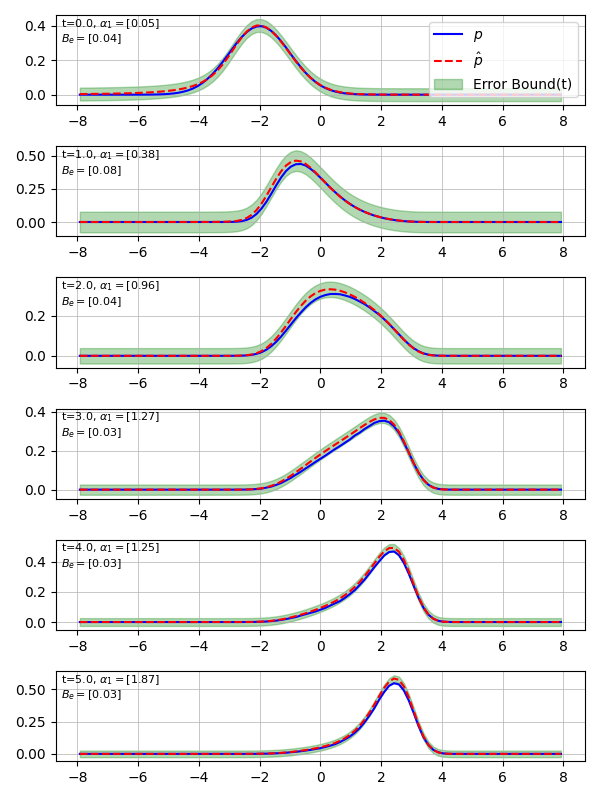 t=0.0, α₁ = [0.05]
Bₑ = [0.04]
p
p̂
Error Bound(t)
0.4
0.2
0.0
−8 −6 −4 −2 0 2 4 6 8
t=1.0, α₁ = [0.38]
Bₑ = [0.08]
0.50
0.25
0.00
−8 −6 −4 −2 0 2 4 6 8
t=2.0, α₁ = [0.96]
Bₑ = [0.04]
0.2
0.0
−8 −6 −4 −2 0 2 4 6 8
t=3.0, α₁ = [1.27]
Bₑ = [0.03]
0.4
0.2
0.0
−8 −6 −4 −2 0 2 4 6 8
t=4.0, α₁ = [1.25]
Bₑ = [0.03]
0.4
0.2
0.0
−8 −6 −4 −2 0 2 4 6 8
t=5.0, α₁ = [1.87]
Bₑ = [0.03]
0.50
0.25
0.00
−8 −6 −4 −2 0 2 4 6 8